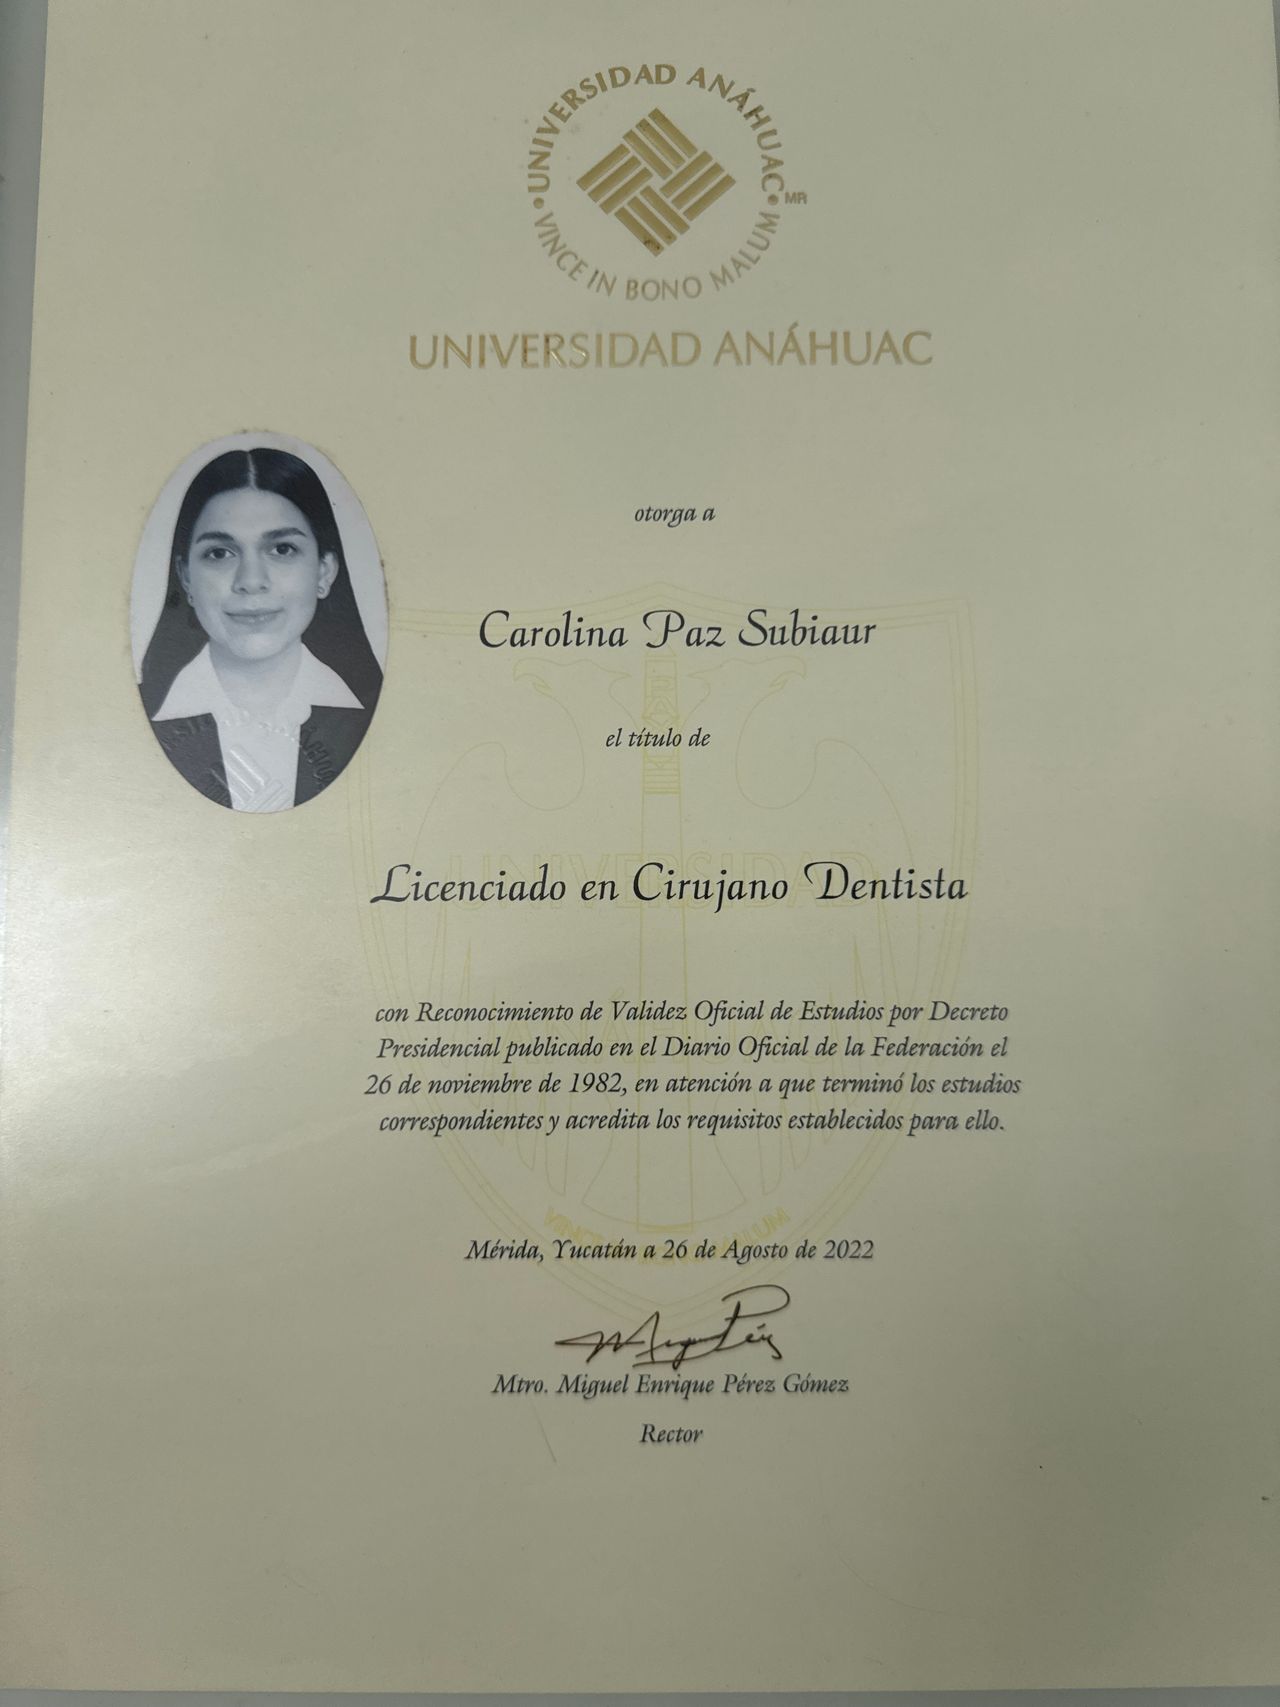 UNIVERSIDAD ANÁHUAC
MR
VINCE IN BONO MALUM
UNIVERSIDAD ANÁHUAC
otorga a
Carolina Paz Subiaur
el título de
Licenciado en Cirujano Dentista
UNIVERSIDAD
con Reconocimiento de Validez Oficial de Estudios por Decreto
Presidencial publicado en el Diario Oficial de la Federación el
26 de noviembre de 1982, en atención a que terminó los estudios
correspondientes y acredita los requisitos establecidos para ello.
Mérida, Yucatán a 26 de Agosto de 2022
Mtro. Miguel Enrique Pérez Gómez
Rector